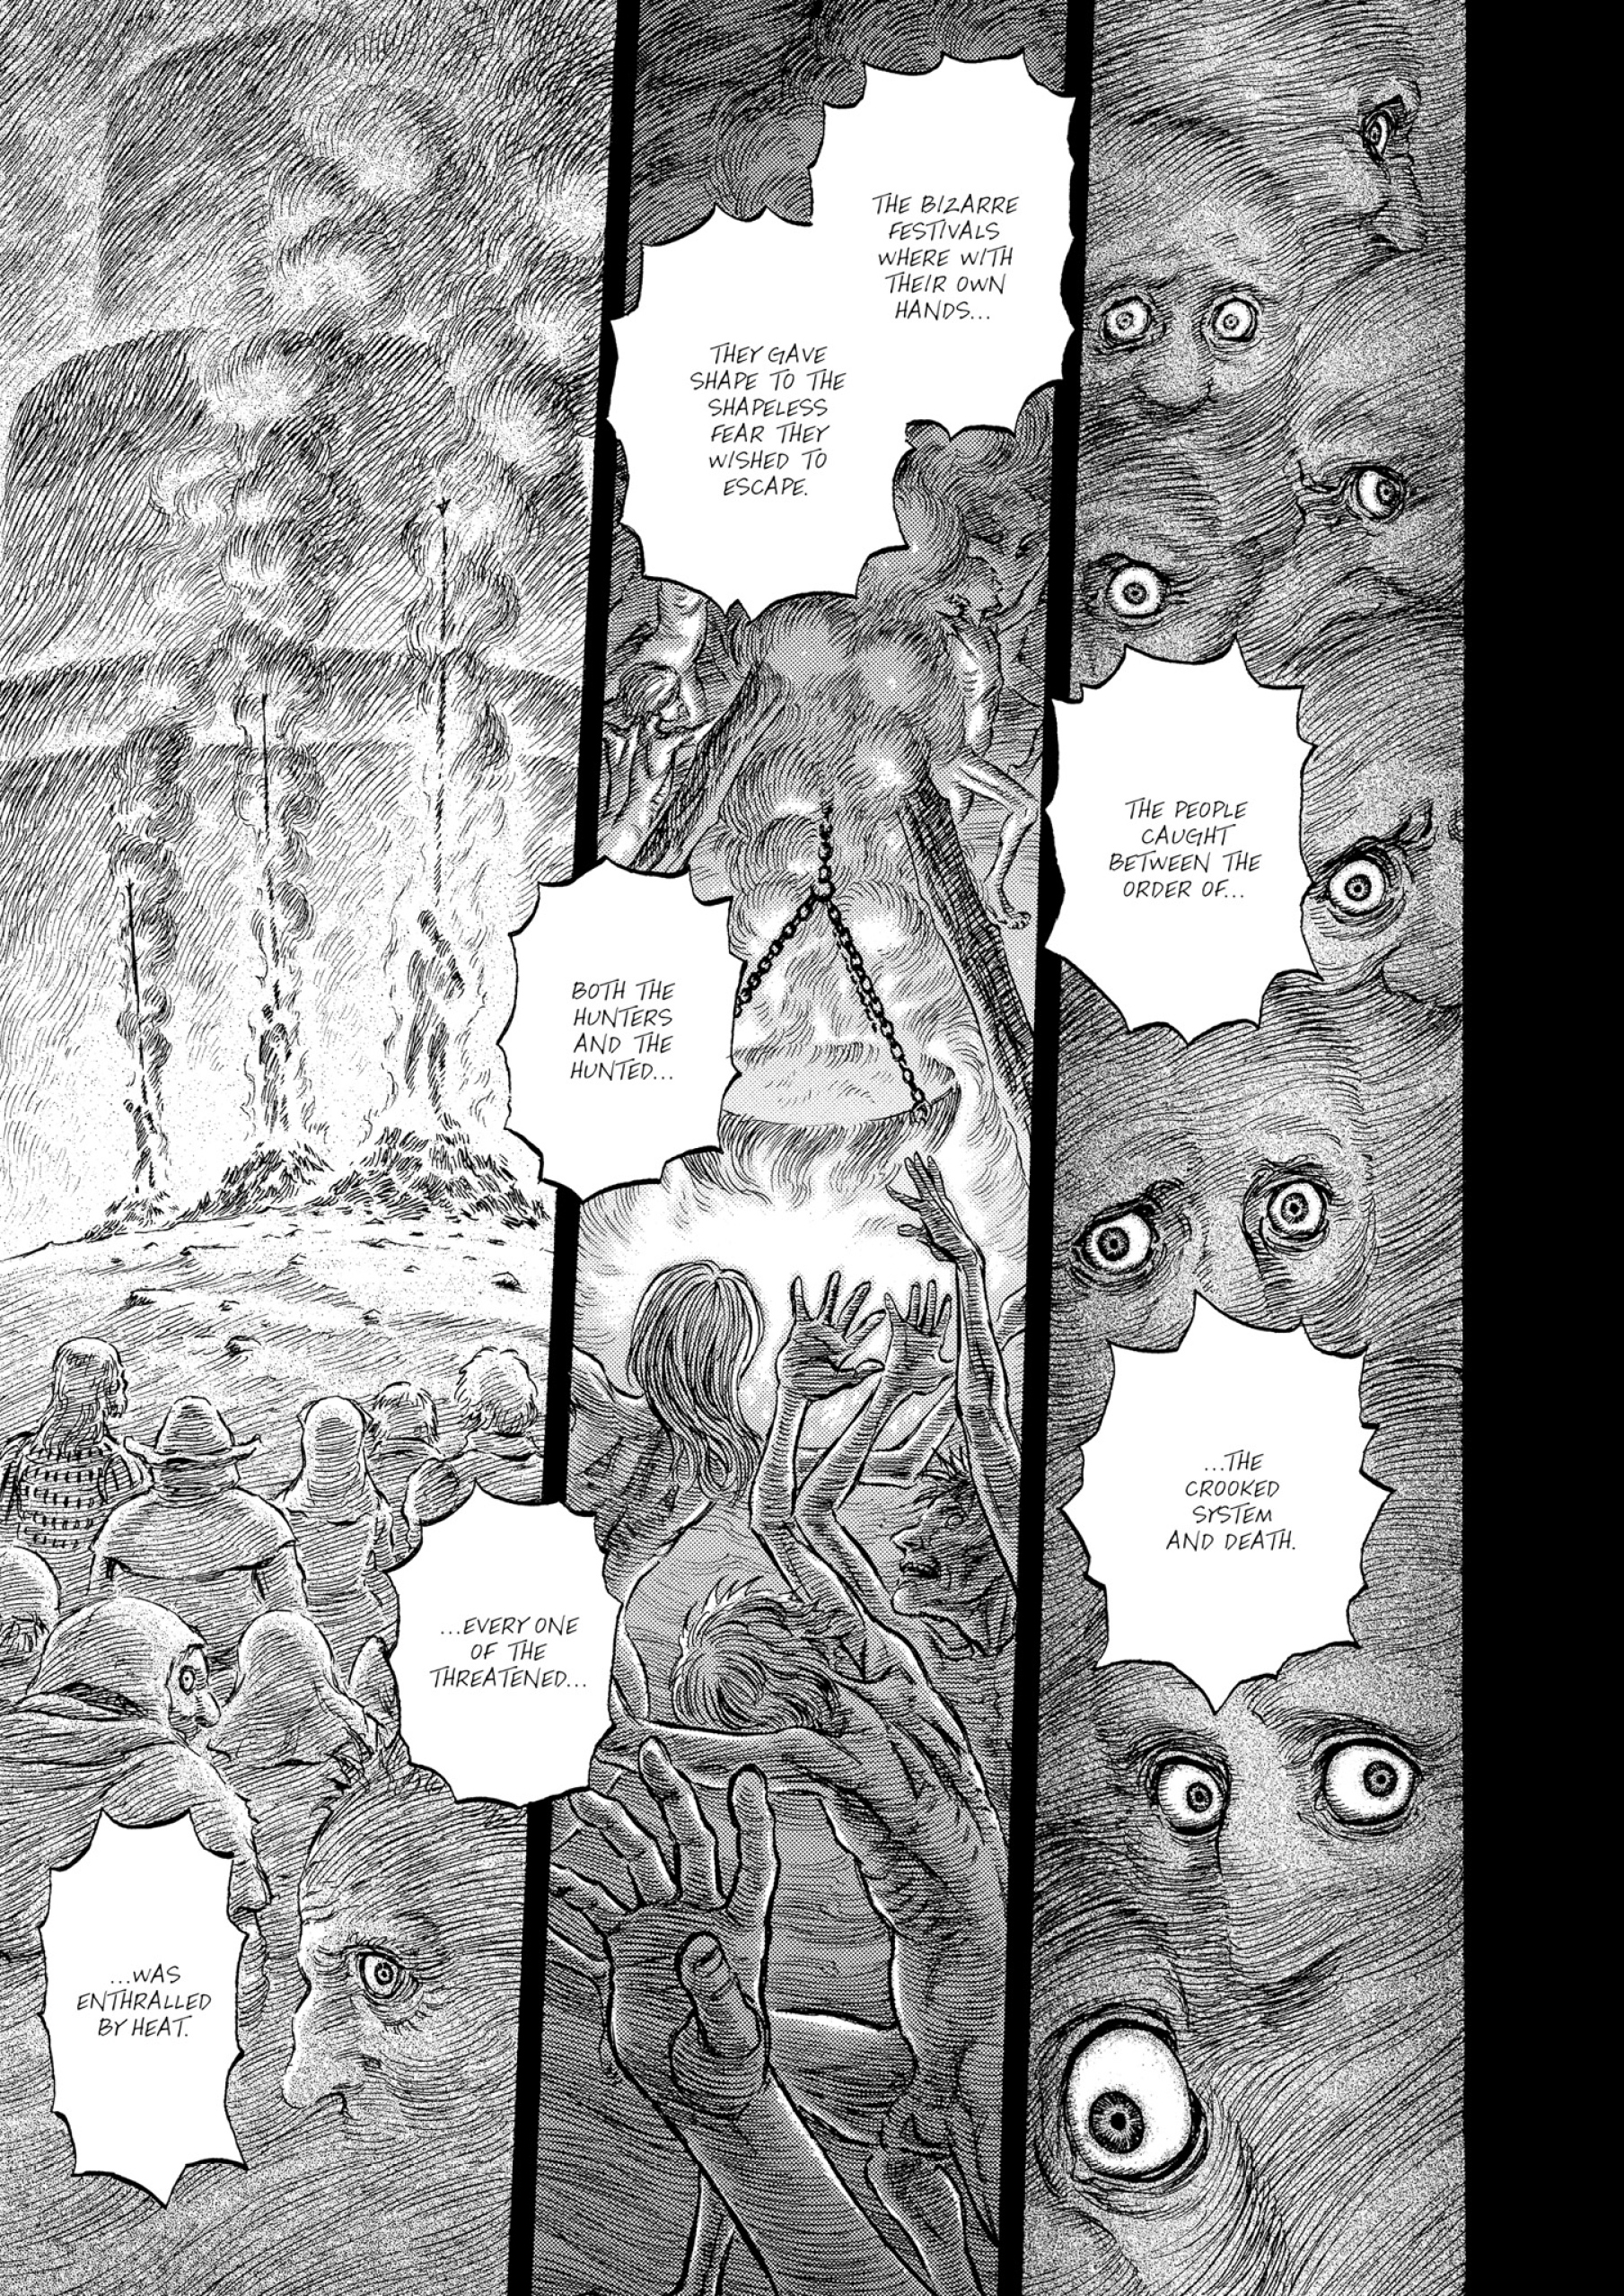 THE PEOPLE
CAUGHT
BETWEEN THE
ORDER OF...
...THE
CROOKED
SYSTEM
AND DEATH.
THE BIZARRE
FESTIVALS
WHERE WITH
THEIR OWN
HANDS...
THEY GAVE
SHAPE TO THE
SHAPELESS
FEAR THEY
WISHED TO
ESCAPE.
BOTH THE
HUNTERS
AND THE
HUNTED...
...EVERY ONE
OF THE
THREATENED...
...WAS
ENTHRALLED
BY HEAT.